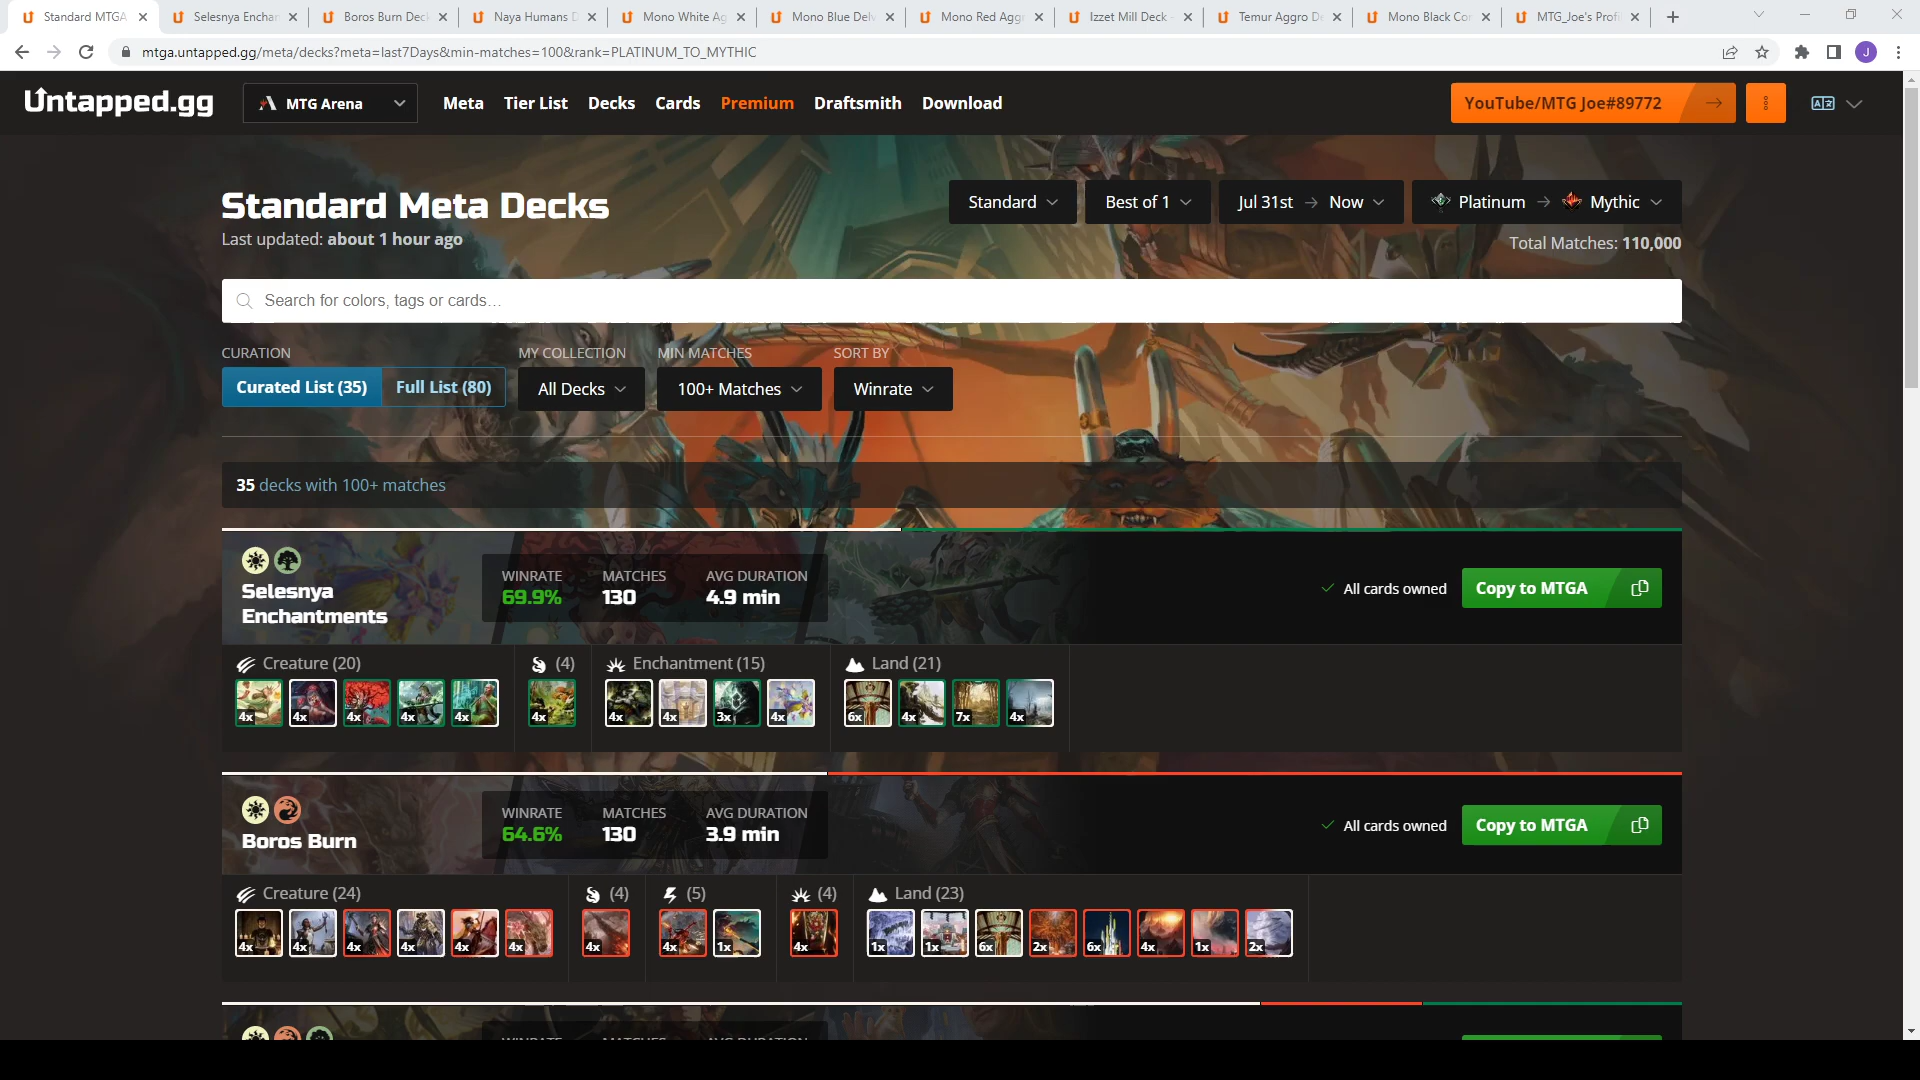 Standard MTGA
Selesnya Enchan
Boros Burn Deck
Naya Humans D
Mono White Ag
Mono Blue Delv
Mono Red Aggr
Izzet Mill Deck -
Temur Aggro De
Mono Black Con
MTG_Joe's Profi
mtga.untapped.gg/meta/decks?meta=last7Days&min-matches=100&rank=PLATINUM_TO_MYTHIC
J
Untapped.gg
MTG Arena
Meta
Tier List
Decks
Cards
Premium
Draftsmith
Download
YouTube/MTG Joe#89772
Standard Meta Decks
Standard
Best of 1
Jul 31st → Now
Platinum → Mythic
Last updated: about 1 hour ago
Total Matches: 110,000
Search for colors, tags or cards...
CURATION
MY COLLECTION
MIN MATCHES
SORT BY
Curated List (35)
Full List (80)
All Decks
100+ Matches
Winrate
35 decks with 100+ matches
Selesnya
Enchantments
WINRATE
MATCHES
AVG DURATION
69.9%
130
4.9 min
All cards owned
Copy to MTGA
Creature (20)
(4)
Enchantment (15)
Land (21)
4x
4x
4x
4x
4x
4x
4x
4x
3x
4x
6x
4x
7x
4x
Boros Burn
WINRATE
MATCHES
AVG DURATION
64.6%
130
3.9 min
All cards owned
Copy to MTGA
Creature (24)
(4)
(5)
(4)
Land (23)
4x
4x
4x
4x
4x
4x
4x
4x
1x
4x
1x
1x
6x
2x
6x
4x
1x
2x
WINRATE
MATCHES
AVG DURATION